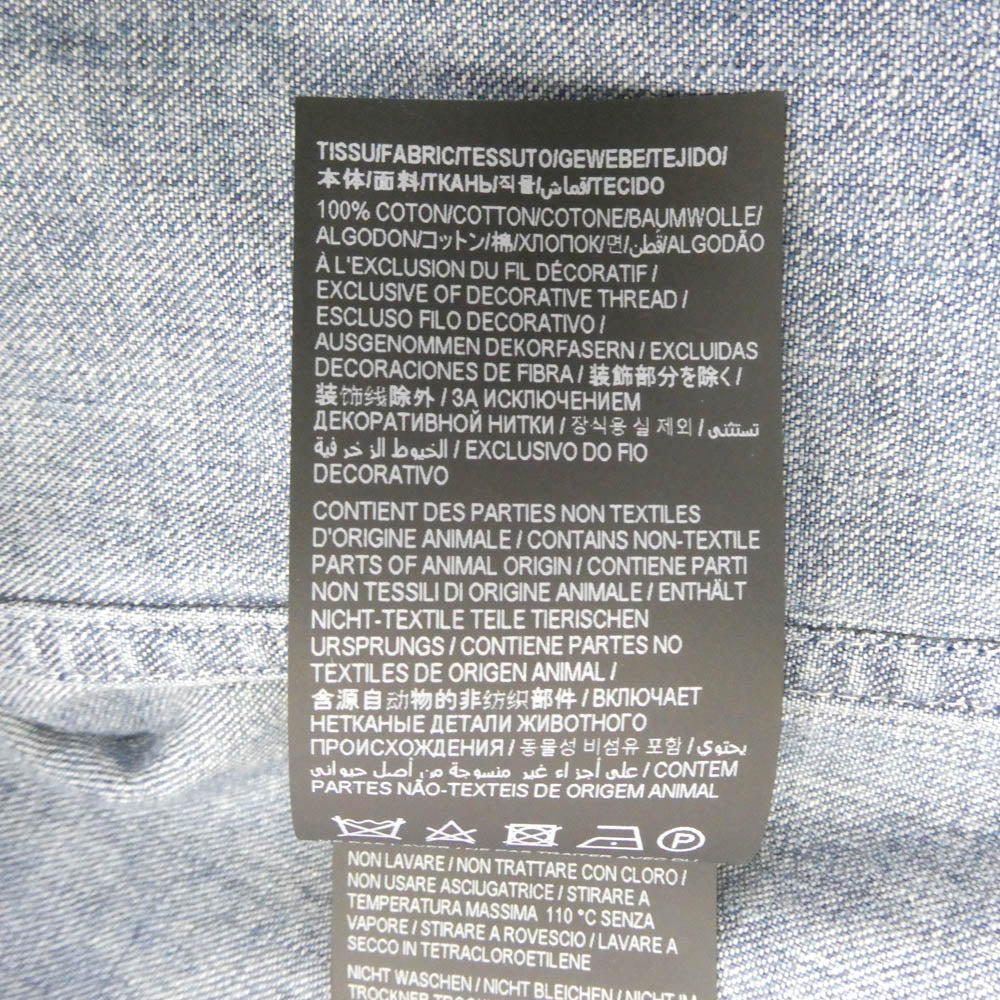 TISSU/FABRIC/TESSUTO/GEWEBE/TEJIDO/
本体/面料/ТКАНЬ/직물/قماش/TECIDO
100% COTON/COTTON/COTONE/BAUMWOLLE/
ALGODON/コットン/棉/ХЛОПОК/면/قطن/ALGODÃO
À L'EXCLUSION DU FIL DÉCORATIF /
EXCLUSIVE OF DECORATIVE THREAD /
ESCLUSO FILO DECORATIVO /
AUSGENOMMEN DEKORFASERN / EXCLUIDAS
DECORACIONES DE FIBRA / 装飾部分を除く /
装饰线除外 / ЗА ИСКЛЮЧЕНИЕМ
ДЕКОРАТИВНОЙ НИТКИ / 장식용 실 제외 / تستثنى
الخيوط الزخرفية / EXCLUSIVO DO FIO
DECORATIVO
CONTIENT DES PARTIES NON TEXTILES
D'ORIGINE ANIMALE / CONTAINS NON-TEXTILE
PARTS OF ANIMAL ORIGIN / CONTIENE PARTI
NON TESSILI DI ORIGINE ANIMALE / ENTHÄLT
NICHT-TEXTILE TEILE TIERISCHEN
URSPRUNGS / CONTIENE PARTES NO
TEXTILES DE ORIGEN ANIMAL /
含源自动物的非纺织部件 / ВКЛЮЧАЕТ
НЕТКАНЫЕ ДЕТАЛИ ЖИВОТНОГО
ПРОИСХОЖДЕНИЯ / 동물성 비섬유 포함 / يحتوي
على أجزاء غير منسوجة من أصل حيواني / CONTEM
PARTES NÃO-TEXTEIS DE ORIGEM ANIMAL
P
NON LAVARE / NON TRATTARE CON CLORO /
NON USARE ASCIUGATRICE / STIRARE A
TEMPERATURA MASSIMA 110 °C SENZA
VAPORE / STIRARE A ROVESCIO / LAVARE A
SECCO IN TETRACLOROETILENE
NICHT WASCHEN / NICHT BLEICHEN / NICHT IM